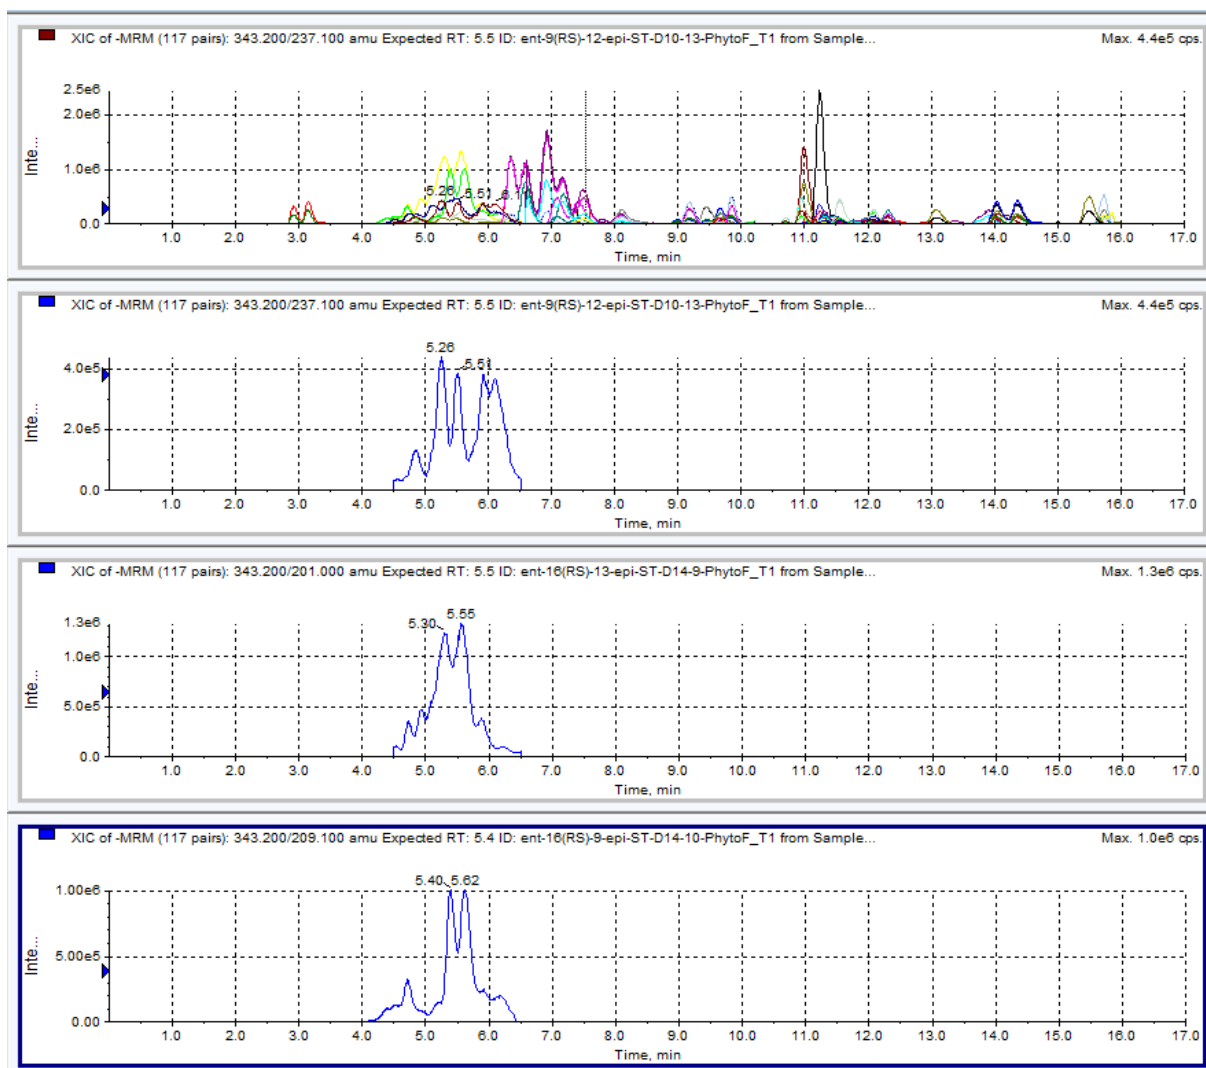 XIC of -MRM (117 pairs): 343.200/237.100 amu Expected RT: 5.5 ID: ent-9(RS)-12-epi-ST-D10-13-PhytoF_T1 from Sample... Max. 4.4e5 cps.
2.5e6
2.0e6
1.0e6
0.0
Inte...
5.26 5.51
1.0 2.0 3.0 4.0 5.0 6.0 7.0 8.0 9.0 10.0 11.0 12.0 13.0 14.0 15.0 16.0 17.0
Time, min
XIC of -MRM (117 pairs): 343.200/237.100 amu Expected RT: 5.5 ID: ent-9(RS)-12-epi-ST-D10-13-PhytoF_T1 from Sample... Max. 4.4e5 cps.
5.26
5.51
4.0e5
2.0e5
0.0
Inte...
1.0 2.0 3.0 4.0 5.0 6.0 7.0 8.0 9.0 10.0 11.0 12.0 13.0 14.0 15.0 16.0 17.0
Time, min
XIC of -MRM (117 pairs): 343.200/201.000 amu Expected RT: 5.5 ID: ent-16(RS)-13-epi-ST-D14-9-PhytoF_T1 from Sample... Max. 1.3e6 cps.
5.30 5.55
1.3e6
1.0e6
5.0e5
0.0
Inte...
1.0 2.0 3.0 4.0 5.0 6.0 7.0 8.0 9.0 10.0 11.0 12.0 13.0 14.0 15.0 16.0 17.0
Time, min
XIC of -MRM (117 pairs): 343.200/209.100 amu Expected RT: 5.4 ID: ent-16(RS)-9-epi-ST-D14-10-PhytoF_T1 from Sample... Max. 1.0e6 cps.
5.40 5.62
1.00e6
5.00e5
0.00
Inte...
1.0 2.0 3.0 4.0 5.0 6.0 7.0 8.0 9.0 10.0 11.0 12.0 13.0 14.0 15.0 16.0 17.0
Time, min